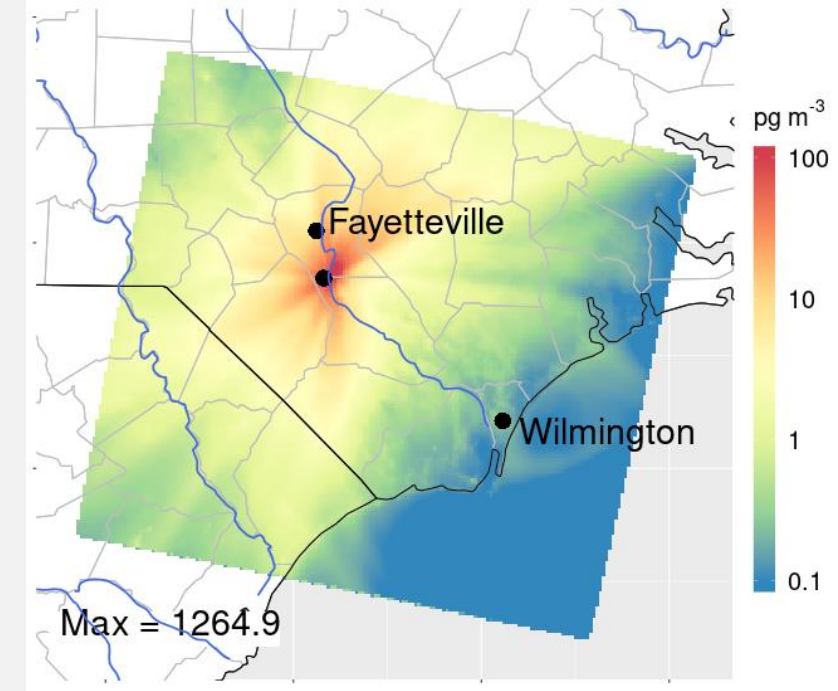 pg m⁻³
100
Fayetteville
10
Wilmington
1
0.1
Max = 1264.9